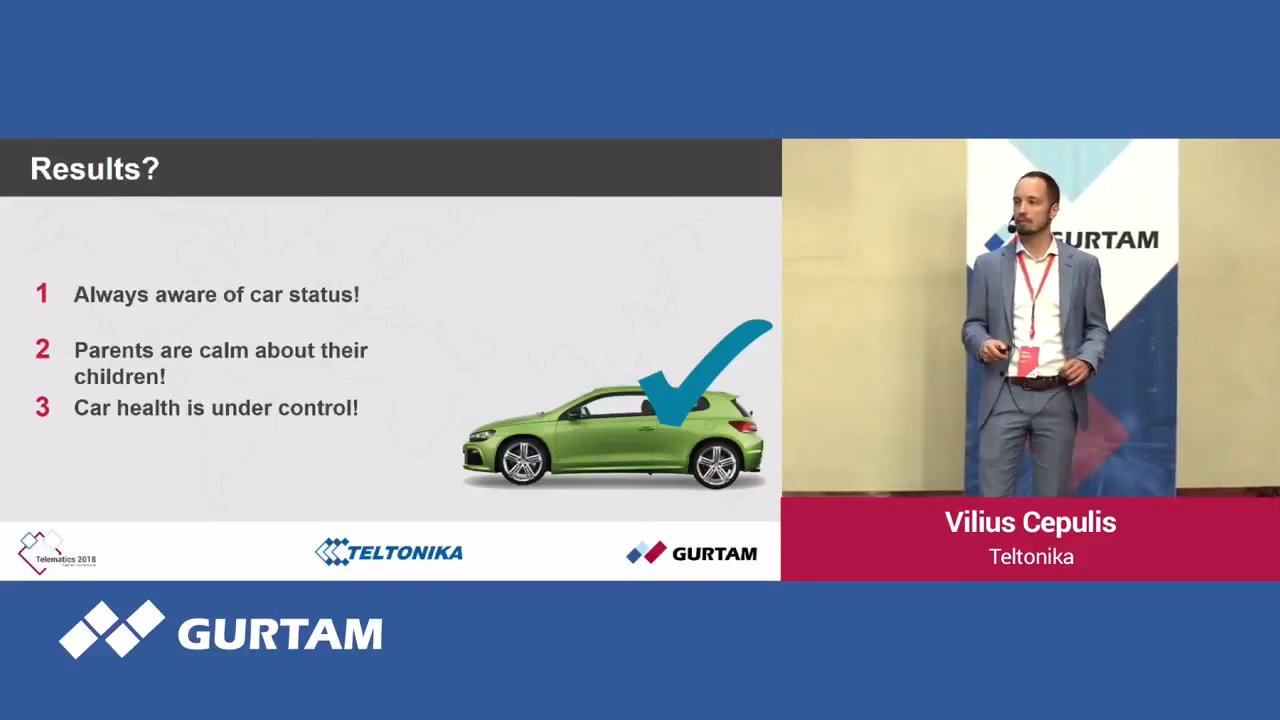 Results?
1 Always aware of car status!
2 Parents are calm about their
children!
3 Car health is under control!
Telematics 2018
TELTONIKA
GURTAM
GURTAM
Vilius Cepulis
Teltonika
GURTAM